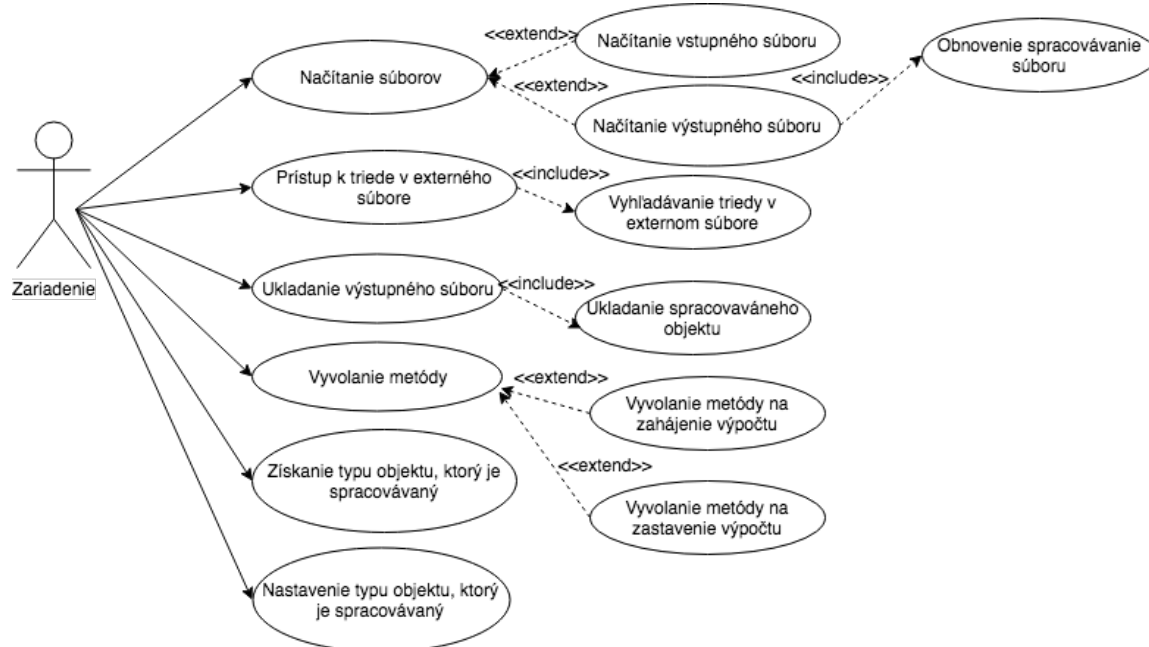 <<extend>>
Načítanie vstupného súboru
Načítanie súborov
<<extend>>
Načítanie výstupného súboru
<<include>>
Obnovenie spracovávanie
súboru
Zariadenie
Prístup k triede v externého
súbore
<<include>>
Vyhľadávanie triedy v
externom súbore
Ukladanie výstupného súboru
<<include>>
Ukladanie spracovaváneho
objektu
Vyvolanie metódy
<<extend>>
Vyvolanie metódy na
zahájenie výpočtu
<<extend>>
Vyvolanie metódy na
zastavenie výpočtu
Získanie typu objektu, ktorý je
spracovávaný
Nastavenie typu objektu, ktorý
je spracovávaný